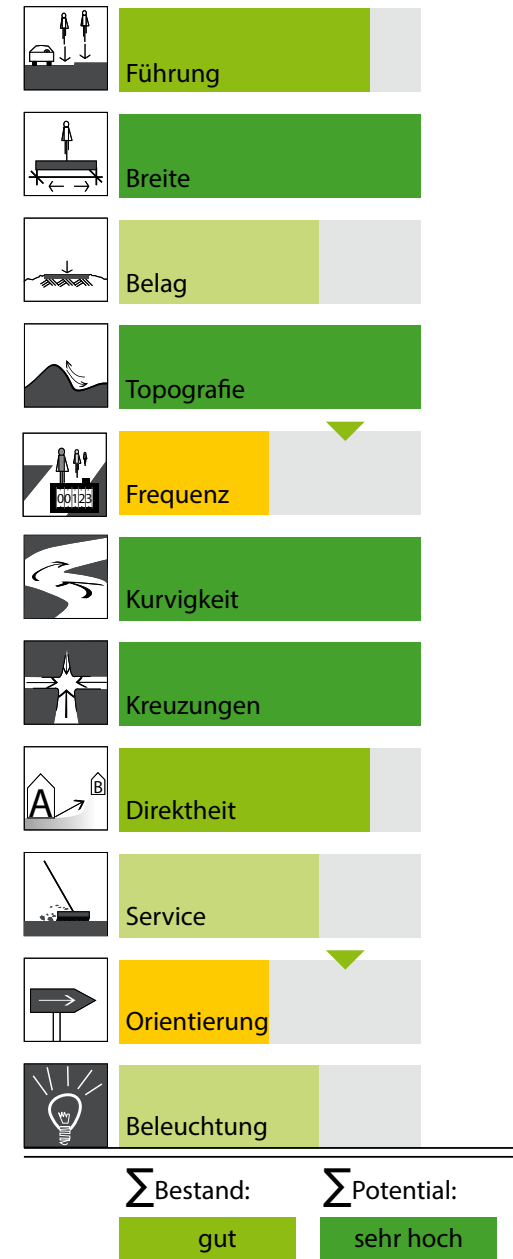 Führung
Breite
Belag
Topografie
00123
Frequenz
Kurvigkeit
Kreuzungen
A B
Direktheit
Service
Orientierung
Beleuchtung
∑Bestand: ∑Potential:
gut sehr hoch